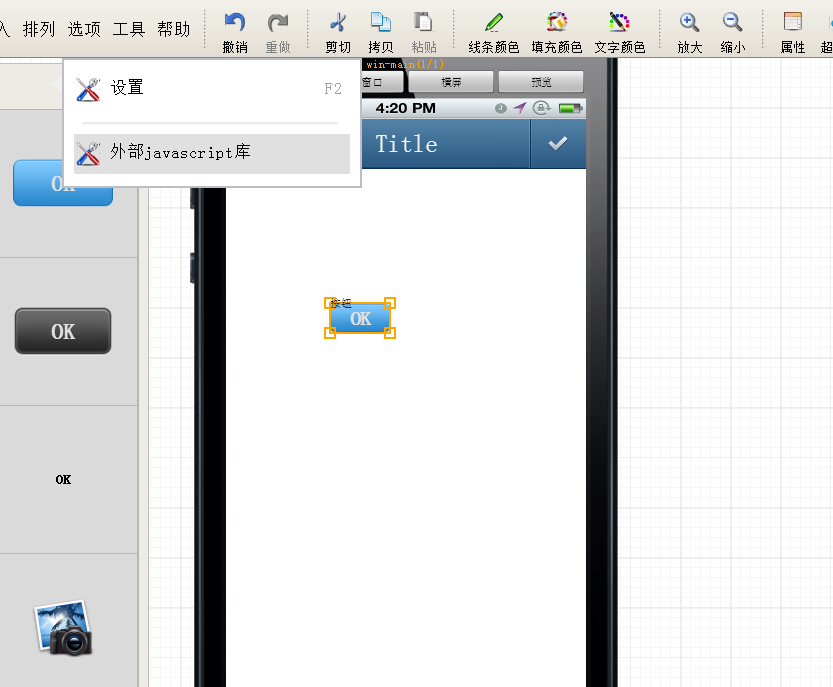 入 排列 选项 工具 帮助
撤销 重做 剪切 拷贝 粘贴 线条颜色 填充颜色 文字颜色 放大 缩小 属性
设置 F2
外部javascript库
win-main(1/1)
窗口 横屏 预览
4:20 PM
Title
OK
按钮
OK
OK
OK